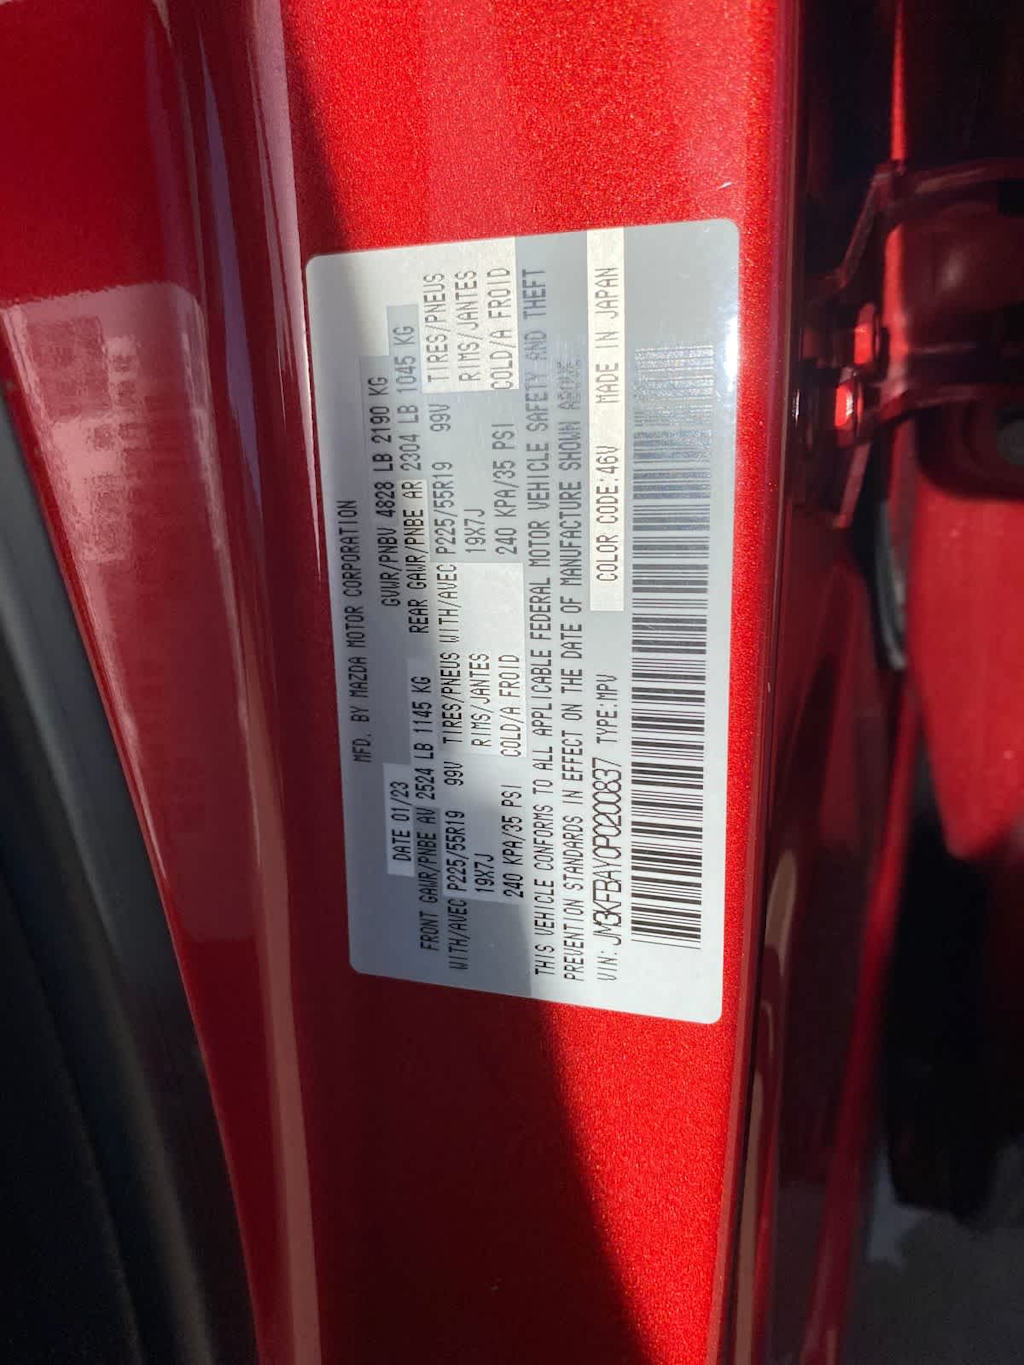 MFD. BY MAZDA MOTOR CORPORATION
DATE 01/23 GVWR/PNBV 4828 LB 2190 KG
FRONT GAWR/PNBE AV 2524 LB 1145 KG REAR GAWR/PNBE AR 2304 LB 1045 KG
WITH/AVEC P225/55R19 99V TIRES/PNEUS WITH/AVEC P225/55R19 99V TIRES/PNEUS
19X7J RIMS/JANTES 19X7J RIMS/JANTES
240 KPA/35 PSI COLD/A FROID 240 KPA/35 PSI COLD/A FROID
THIS VEHICLE CONFORMS TO ALL APPLICABLE FEDERAL MOTOR VEHICLE SAFETY AND THEFT
PREVENTION STANDARDS IN EFFECT ON THE DATE OF MANUFACTURE SHOWN ABOVE
VIN: JM3KFBAY0P0200837 TYPE:MPV COLOR CODE:46V MADE IN JAPAN